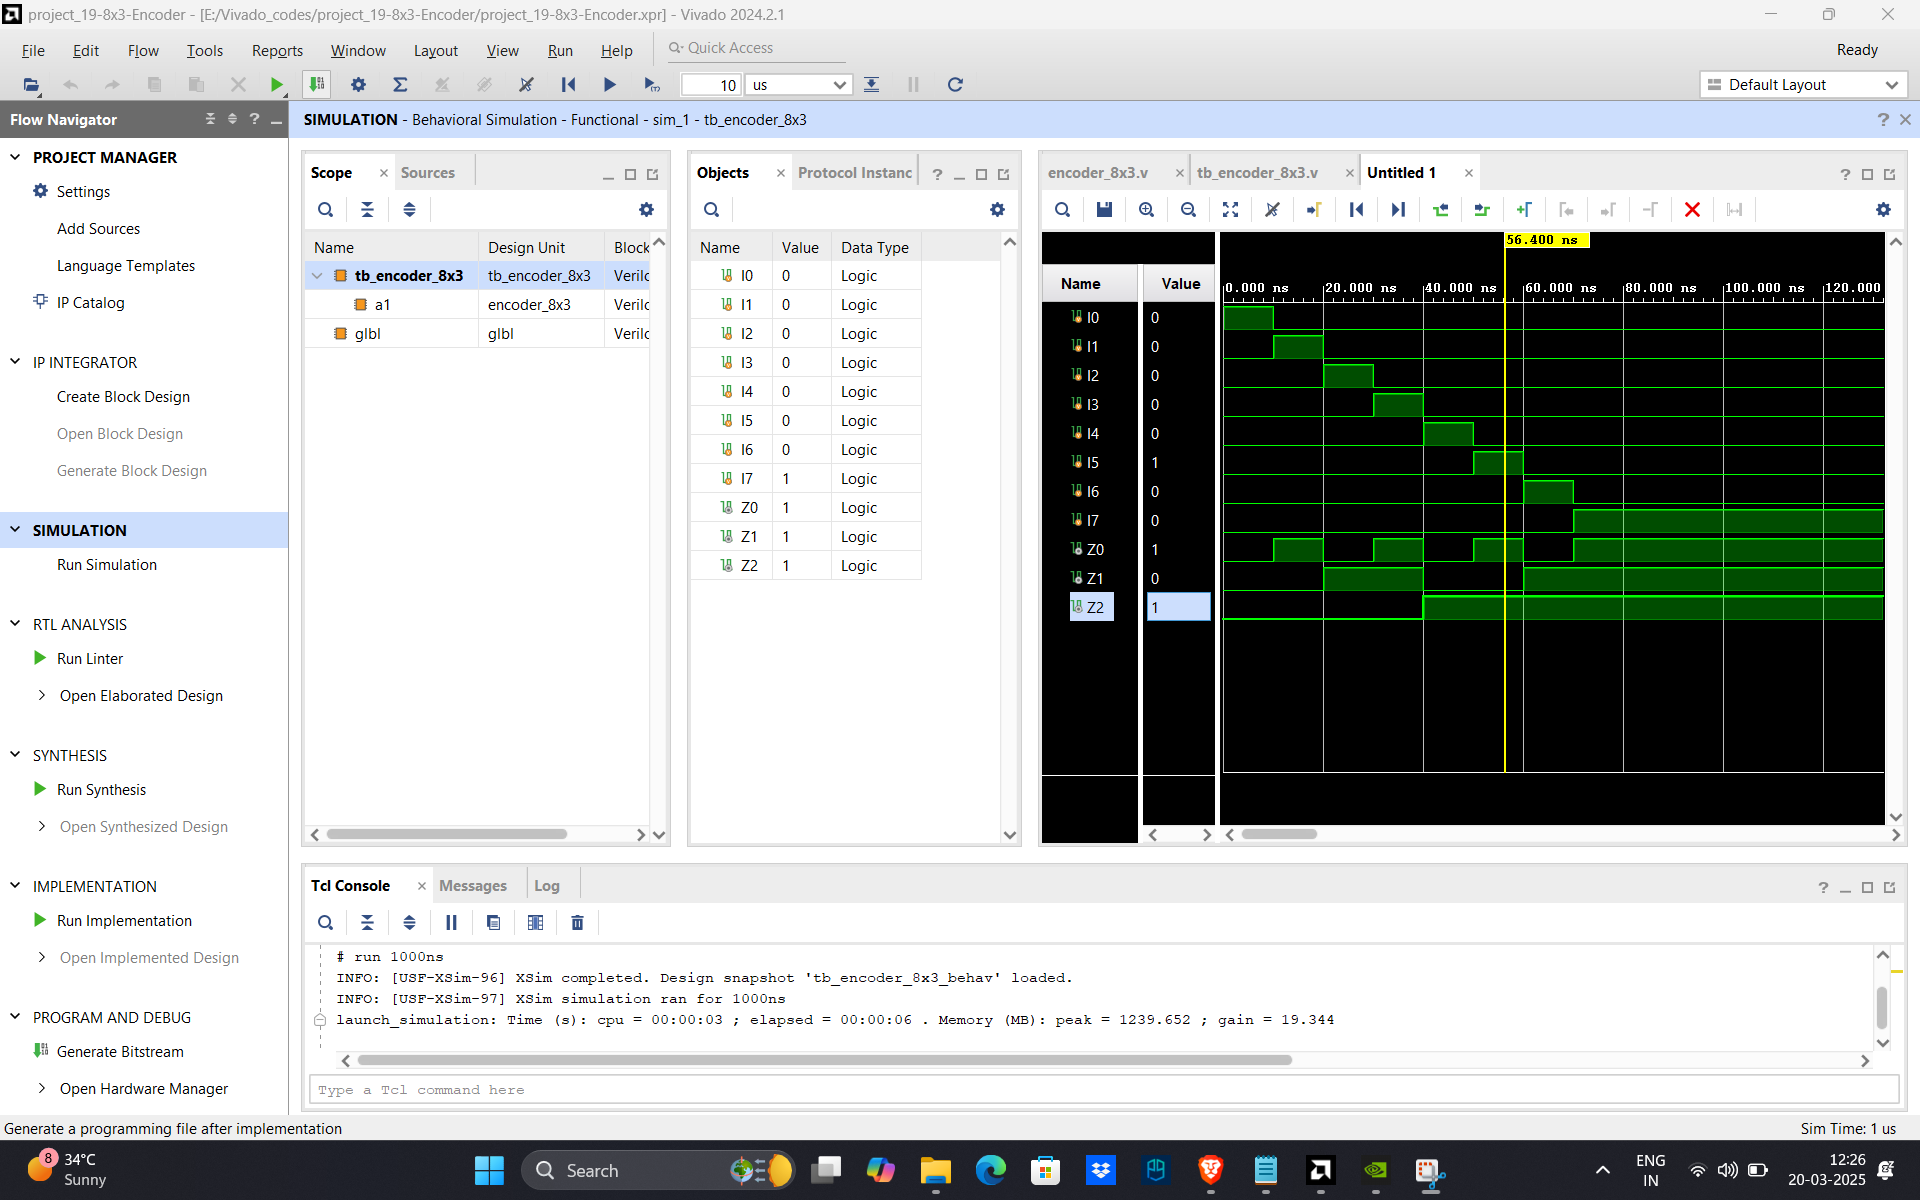 project_19-8x3-Encoder - [E:/Vivado_codes/project_19-8x3-Encoder/project_19-8x3-Encoder.xpr] - Vivado 2024.2.1
File Edit Flow Tools Reports Window Layout View Run Help
Quick Access
Ready
10 us
Default Layout
Flow Navigator
PROJECT MANAGER
Settings
Add Sources
Language Templates
IP Catalog
IP INTEGRATOR
Create Block Design
Open Block Design
Generate Block Design
SIMULATION
Run Simulation
RTL ANALYSIS
Run Linter
Open Elaborated Design
SYNTHESIS
Run Synthesis
Open Synthesized Design
IMPLEMENTATION
Run Implementation
Open Implemented Design
PROGRAM AND DEBUG
Generate Bitstream
Open Hardware Manager
SIMULATION - Behavioral Simulation - Functional - sim_1 - tb_encoder_8x3
Scope Sources
Name Design Unit Block
tb_encoder_8x3 tb_encoder_8x3 Verilc
a1 encoder_8x3 Verilc
glbl glbl Verilc
Objects Protocol Instanc
Name Value Data Type
I0 0 Logic
I1 0 Logic
I2 0 Logic
I3 0 Logic
I4 0 Logic
I5 0 Logic
I6 0 Logic
I7 1 Logic
Z0 1 Logic
Z1 1 Logic
Z2 1 Logic
encoder_8x3.v tb_encoder_8x3.v Untitled 1
56.400 ns
Name Value
0.000 ns 20.000 ns 40.000 ns 60.000 ns 80.000 ns 100.000 ns 120.000
I0 0
I1 0
I2 0
I3 0
I4 0
I5 1
I6 0
I7 0
Z0 1
Z1 0
Z2 1
Tcl Console Messages Log
# run 1000ns
INFO: [USF-XSim-96] XSim completed. Design snapshot 'tb_encoder_8x3_behav' loaded.
INFO: [USF-XSim-97] XSim simulation ran for 1000ns
launch_simulation: Time (s): cpu = 00:00:03 ; elapsed = 00:00:06 . Memory (MB): peak = 1239.652 ; gain = 19.344
Type a Tcl command here
Generate a programming file after implementation
Sim Time: 1 us
8
34°C
Sunny
Search
ENG
IN
12:26
20-03-2025